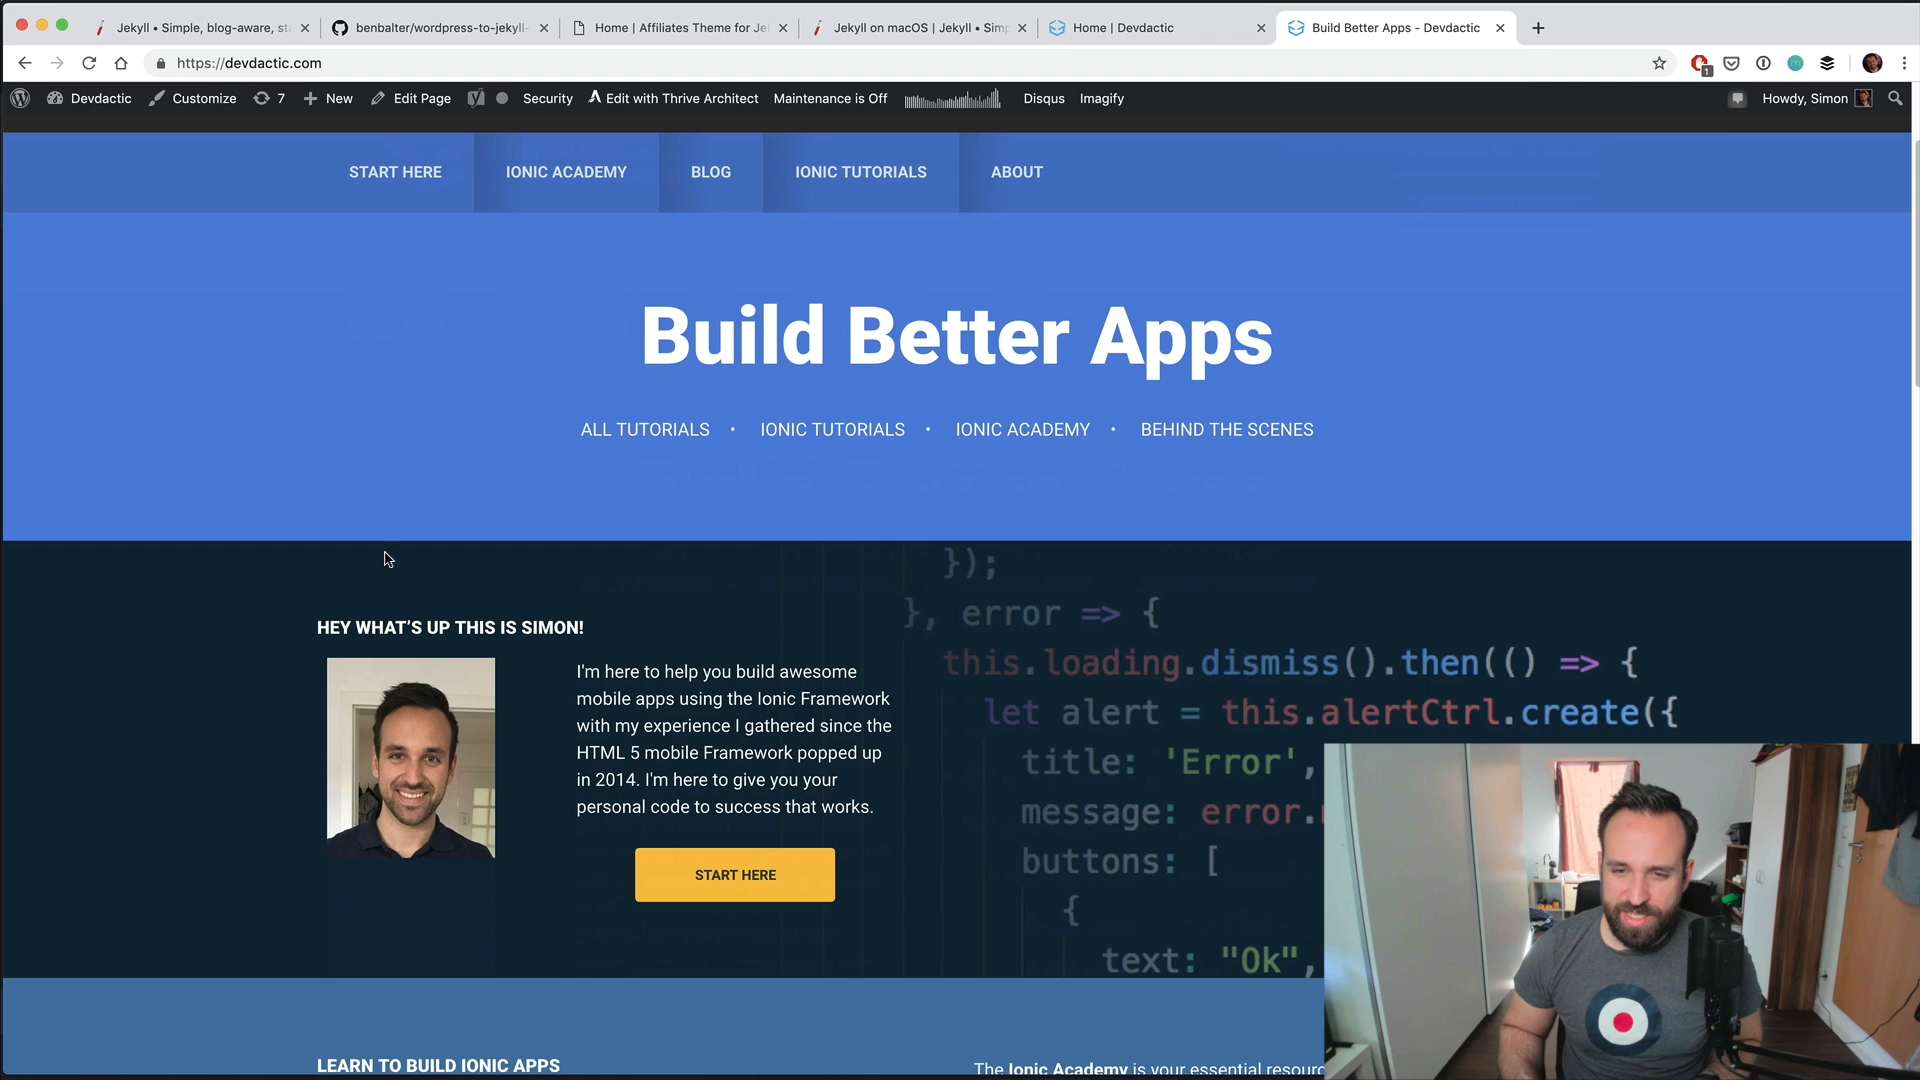 Jekyll • Simple, blog-aware, st
benbalter/wordpress-to-jekyll-
Home | Affiliates Theme for Jel
Jekyll on macOS | Jekyll • Simp
Home | Devdactic
Build Better Apps - Devdactic
https://devdactic.com
1
Devdactic
Customize
7
New
Edit Page
Security
Edit with Thrive Architect
Maintenance is Off
Disqus
Imagify
Howdy, Simon
START HERE
IONIC ACADEMY
BLOG
IONIC TUTORIALS
ABOUT
Build Better Apps
ALL TUTORIALS • IONIC TUTORIALS • IONIC ACADEMY • BEHIND THE SCENES
HEY WHAT’S UP THIS IS SIMON!
I'm here to help you build awesome
mobile apps using the Ionic Framework
with my experience I gathered since the
HTML 5 mobile Framework popped up
in 2014. I'm here to give you your
personal code to success that works.
START HERE
});
}, error => {
this.loading.dismiss().then(() => {
let alert = this.alertCtrl.create({
title: 'Error',
message: error.
buttons: [
{
text: "Ok",
LEARN TO BUILD IONIC APPS
The Ionic Academy is your essential resourc